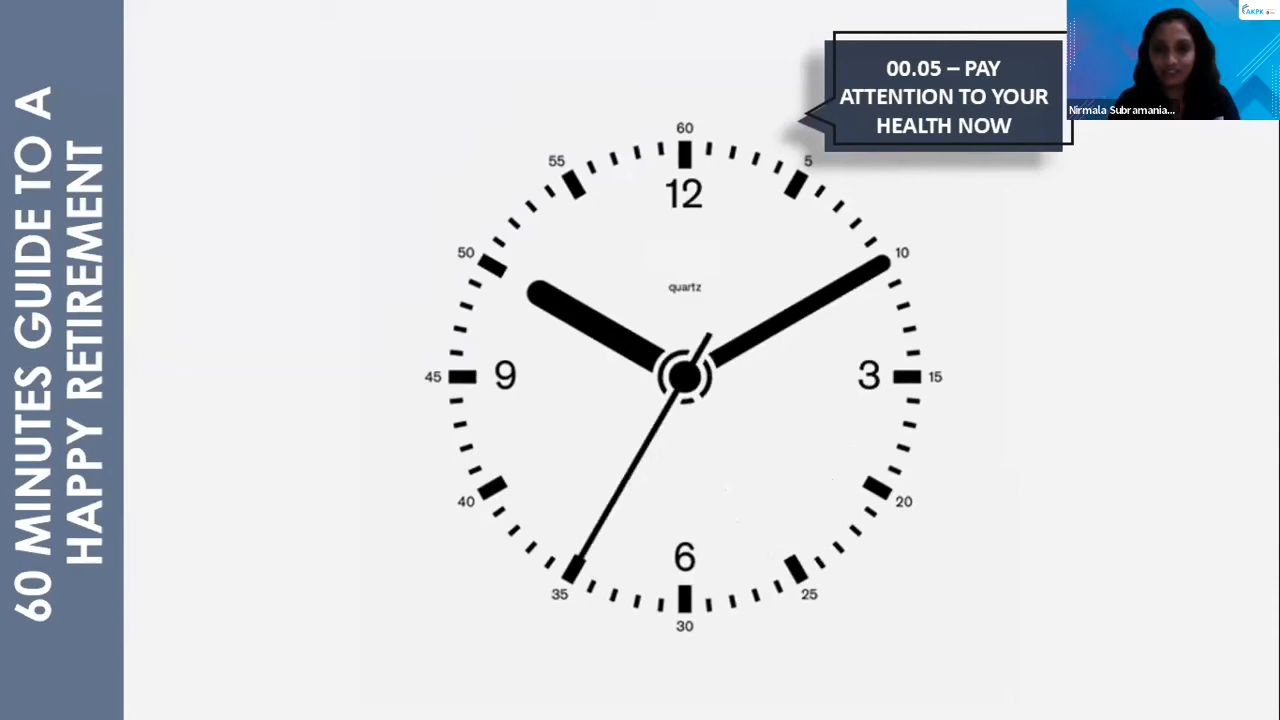 60 MINUTES GUIDE TO A
HAPPY RETIREMENT
00.05 – PAY
ATTENTION TO YOUR
HEALTH NOW
AKPK
Nirmala Subramania...
60
5
10
15
20
25
30
35
40
45
50
55
12
3
6
9
quartz